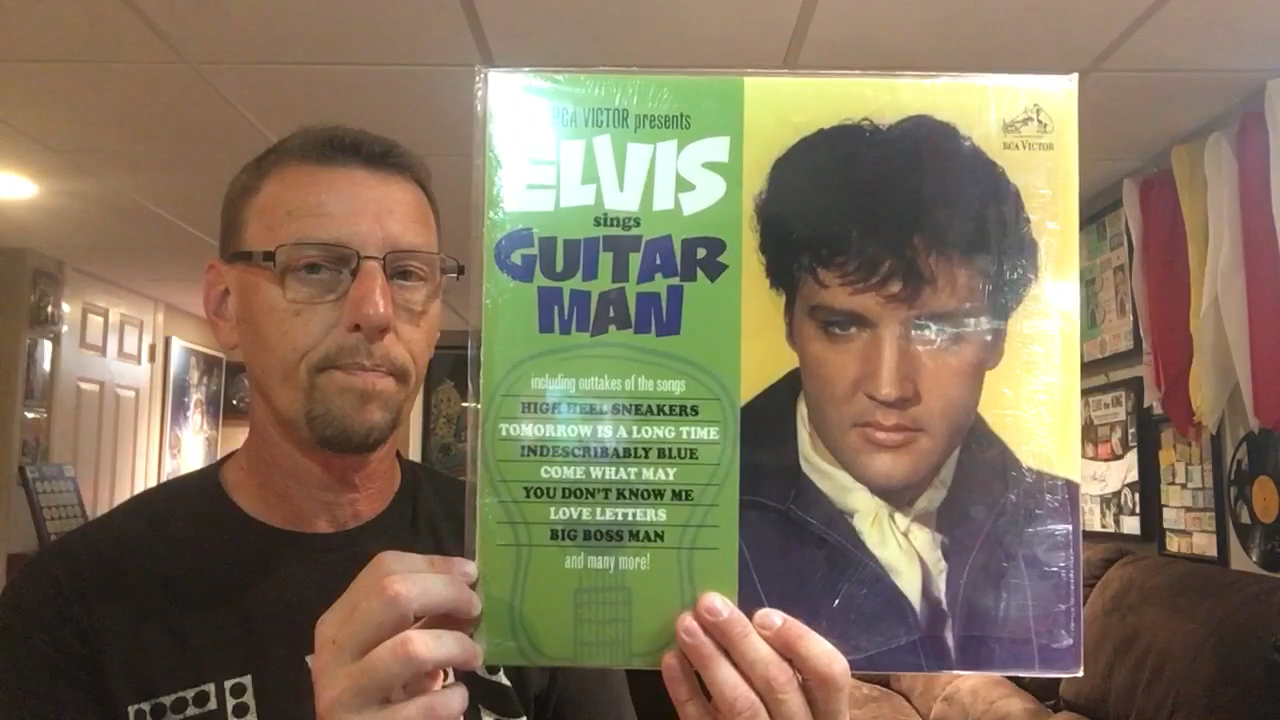 RCA VICTOR presents
ELVIS
sings
GUITAR
MAN
including outtakes of the songs
HIGH HEEL SNEAKERS
TOMORROW IS A LONG TIME
INDESCRIBABLY BLUE
COME WHAT MAY
YOU DON'T KNOW ME
LOVE LETTERS
BIG BOSS MAN
and many more!
RCA VICTOR